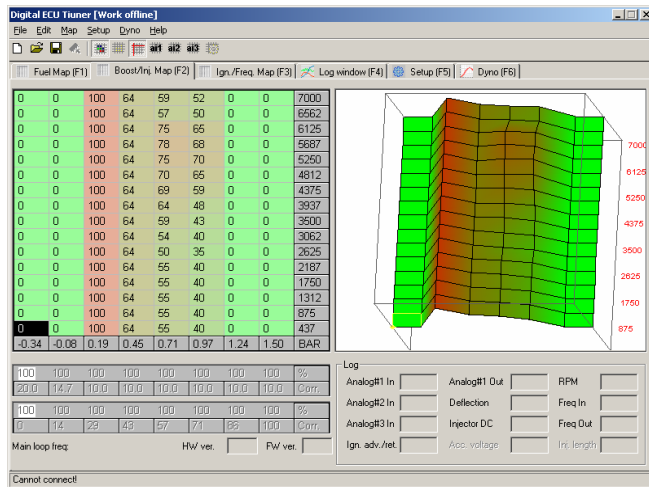 Digital ECU Tiuner [Work offline]
File Edit Map Setup Dyno Help
ai1 ai2 ai3
Fuel Map (F1) Boost/Inj. Map (F2) Ign./Freq. Map (F3) Log window (F4) Setup (F5) Dyno (F6)
0 0 100 64 59 52 0 0 7000
0 0 100 64 57 50 0 0 6562
0 0 100 64 75 65 0 0 6125
0 0 100 64 78 68 0 0 5687
0 0 100 64 75 70 0 0 5250
0 0 100 64 70 65 0 0 4812
0 0 100 64 69 59 0 0 4375
0 0 100 64 64 48 0 0 3937
0 0 100 64 59 43 0 0 3500
0 0 100 64 54 40 0 0 3062
0 0 100 64 50 35 0 0 2625
0 0 100 64 55 40 0 0 2187
0 0 100 64 55 40 0 0 1750
0 0 100 64 55 40 0 0 1312
0 0 100 64 55 40 0 0 875
0 0 100 64 55 40 0 0 437
-0.34 -0.08 0.19 0.45 0.71 0.97 1.24 1.50 BAR
7000
6125
5250
4375
3500
2625
1750
875
100 100 100 100 100 100 100 100 %
20.0 14.7 10.0 10.0 10.0 10.0 10.0 10.0 Corr.
100 100 100 100 100 100 100 100 %
0 14 29 43 57 71 86 100 Corr.
Main loop freq: HW ver. FW ver.
Log
Analog#1 In Analog#1 Out RPM
Analog#2 In Deflection Freq In
Analog#3 In Injector DC Freq Out
Ign. adv./ret. Acc. voltage Inj. length
Cannot connect!